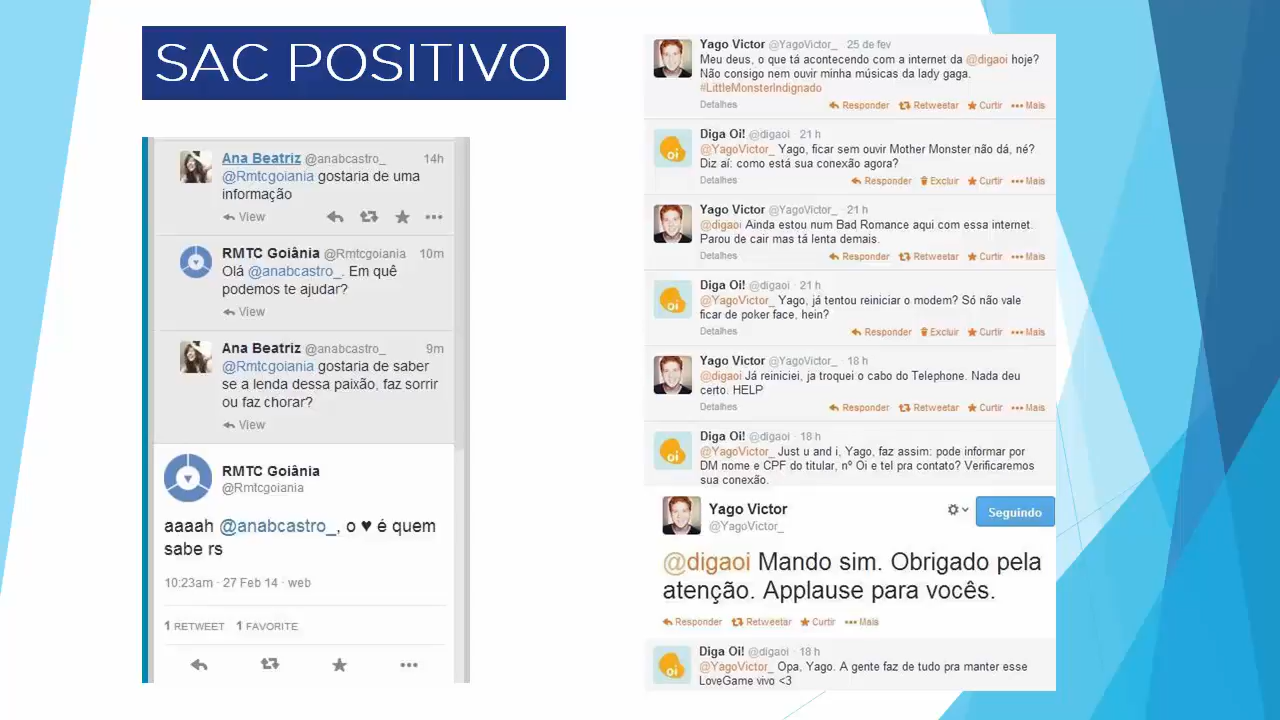 SAC POSITIVO
Ana Beatriz @anabcastro_ 14h
@Rmtcgoiania gostaria de uma
informação
View
RMTC Goiânia @Rmtcgoiania 10m
Olá @anabcastro_. Em quê
podemos te ajudar?
View
Ana Beatriz @anabcastro_ 9m
@Rmtcgoiania gostaria de saber
se a lenda dessa paixão, faz sorrir
ou faz chorar?
View
RMTC Goiânia
@Rmtcgoiania
aaaah @anabcastro_, o ♥ é quem
sabe rs
10:23am · 27 Feb 14 · web
1 RETWEET 1 FAVORITE
Yago Victor @YagoVictor_ · 25 de fev
Meu deus, o que tá acontecendo com a internet da @digaoi hoje?
Não consigo nem ouvir minha músicas da lady gaga.
#LittleMonsterIndignado
Detalhes Responder Retweetar Curtir Mais
Diga Oi! @digaoi · 21 h
@YagoVictor_ Yago, ficar sem ouvir Mother Monster não dá, né?
Diz aí: como está sua conexão agora?
Detalhes Responder Excluir Curtir Mais
Yago Victor @YagoVictor_ · 21 h
@digaoi Ainda estou num Bad Romance aqui com essa internet.
Parou de cair mas tá lenta demais.
Detalhes Responder Retweetar Curtir Mais
Diga Oi! @digaoi · 21 h
@YagoVictor_ Yago, já tentou reiniciar o modem? Só não vale
ficar de poker face, hein?
Detalhes Responder Excluir Curtir Mais
Yago Victor @YagoVictor_ · 18 h
@digaoi Já reiniciei, ja troquei o cabo do Telephone. Nada deu
certo. HELP
Detalhes Responder Retweetar Curtir Mais
Diga Oi! @digaoi · 18 h
@YagoVictor_ Just u and i, Yago, faz assim: pode informar por
DM nome e CPF do titular, nº Oi e tel pra contato? Verificaremos
sua conexão.
Yago Victor
@YagoVictor_
Seguindo
@digaoi Mando sim. Obrigado pela
atenção. Applause para vocês.
Responder Retweetar Curtir Mais
Diga Oi! @digaoi · 18 h
@YagoVictor_ Opa, Yago. A gente faz de tudo pra manter esse
LoveGame vivo <3
oi
oi
oi
oi